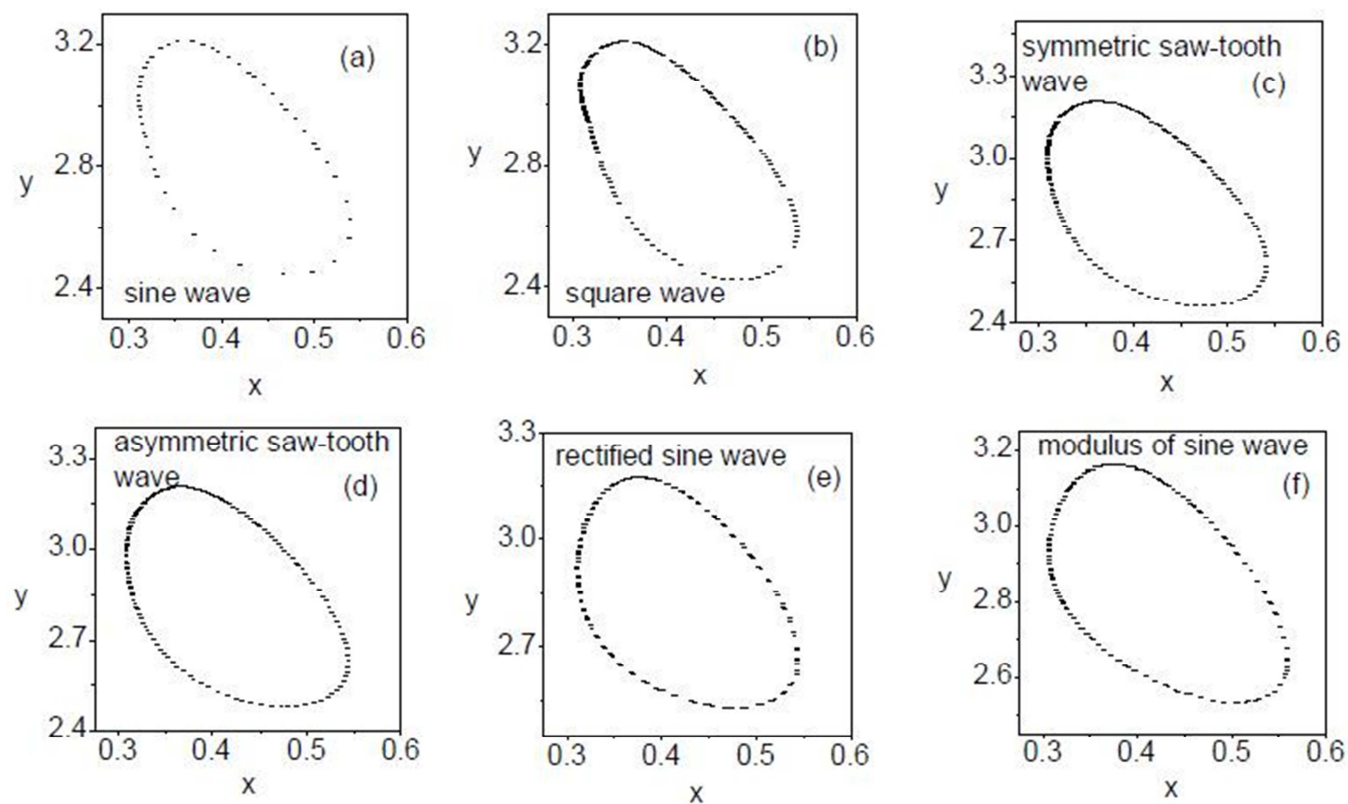 3.2
(a)
y
2.8
2.4
sine wave
0.3
0.4
0.5
0.6
x
3.2
(b)
y
2.8
2.4
square wave
0.3
0.4
0.5
0.6
x
symmetric saw-tooth
wave
(c)
3.3
3.0
y
2.7
2.4
0.3
0.4
0.5
0.6
x
asymmetric saw-tooth
wave
(d)
3.3
3.0
y
2.7
2.4
0.3
0.4
0.5
0.6
x
3.3
rectified sine wave
(e)
3.0
y
2.7
0.3
0.4
0.5
0.6
x
3.2
modulus of sine wave
(f)
3.0
y
2.8
2.6
0.3
0.4
0.5
0.6
x